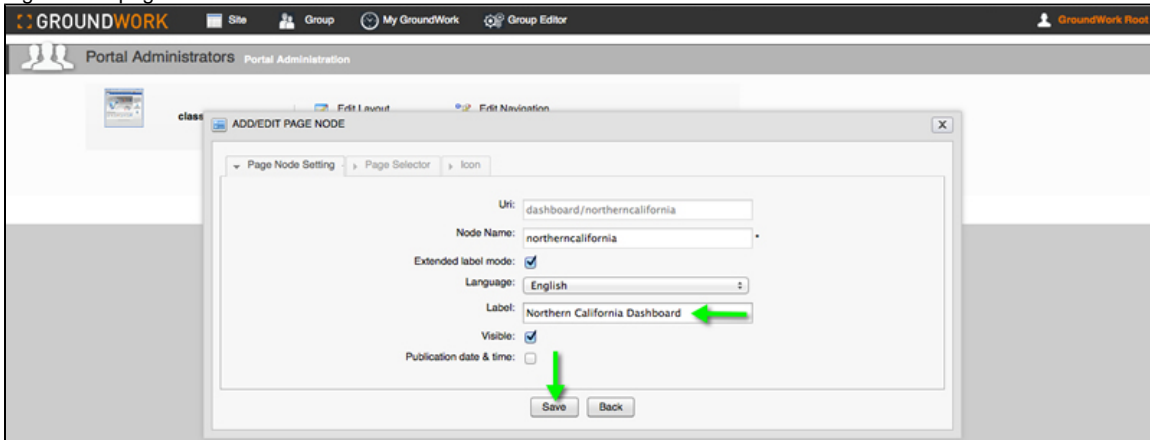 GROUNDWORK Site Group My GroundWork Group Editor GroundWork Root
Portal Administrators Portal Administration
class Edit Layout Edit Navigation
ADD/EDIT PAGE NODE X
Page Node Setting Page Selector Icon
Uri: dashboard/northerncalifornia
Node Name: northerncalifornia *
Extended label mode:
Language: English
Label: Northern California Dashboard
Visible:
Publication date & time:
Save Back